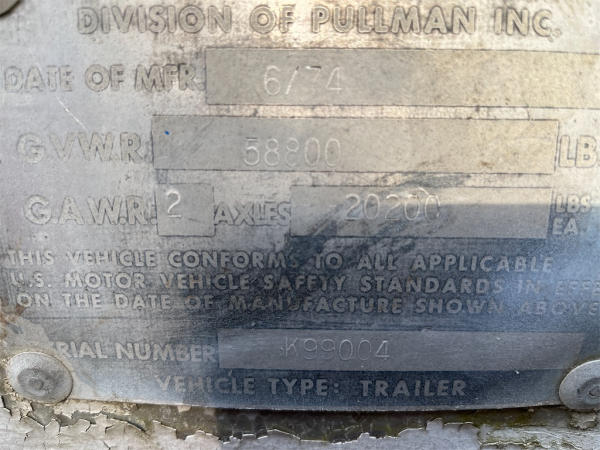 DIVISION OF PULLMAN INC.
DATE OF MFR. 6/74
G.V.W.R. 58800 LB
G.A.W.R. 2 AXLES 20200 LBS. EA.
THIS VEHICLE CONFORMS TO ALL APPLICABLE
U.S. MOTOR VEHICLE SAFETY STANDARDS IN EFFE
ON THE DATE OF MANUFACTURE SHOWN ABOVE
ERIAL NUMBER K99004
VEHICLE TYPE: TRAILER